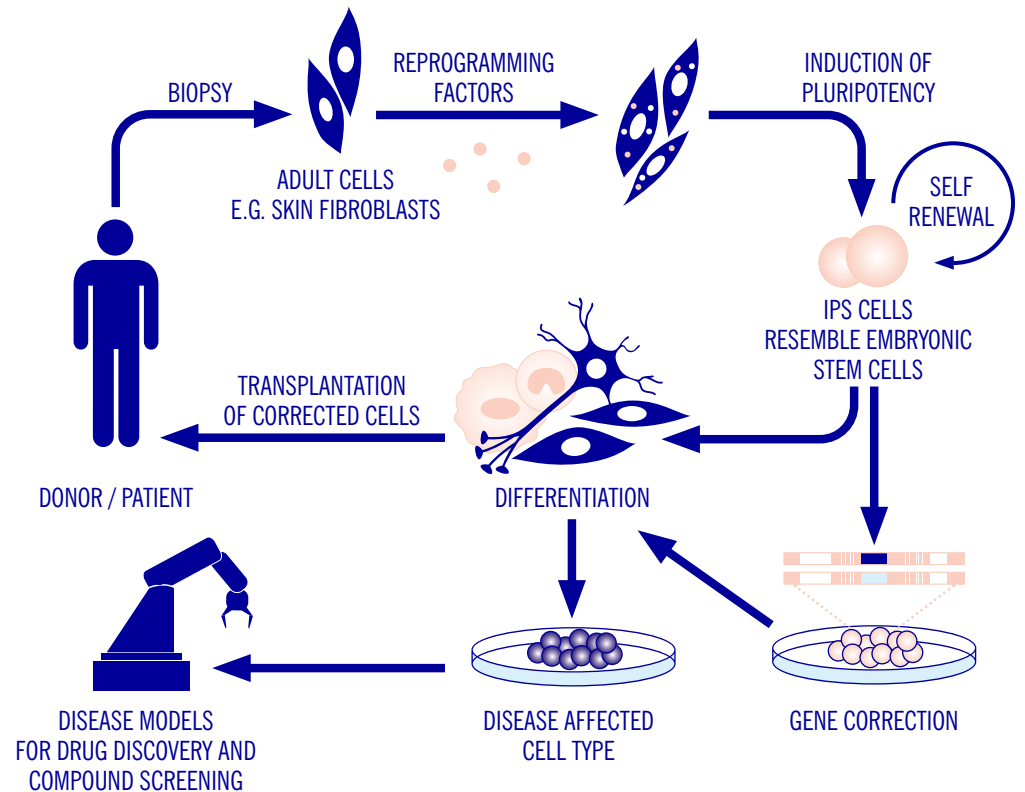 BIOPSY
REPROGRAMMING
FACTORS
INDUCTION OF
PLURIPOTENCY
ADULT CELLS
E.G. SKIN FIBROBLASTS
SELF
RENEWAL
IPS CELLS
RESEMBLE EMBRYONIC
STEM CELLS
TRANSPLANTATION
OF CORRECTED CELLS
DONOR / PATIENT
DIFFERENTIATION
DISEASE MODELS
FOR DRUG DISCOVERY AND
COMPOUND SCREENING
DISEASE AFFECTED
CELL TYPE
GENE CORRECTION